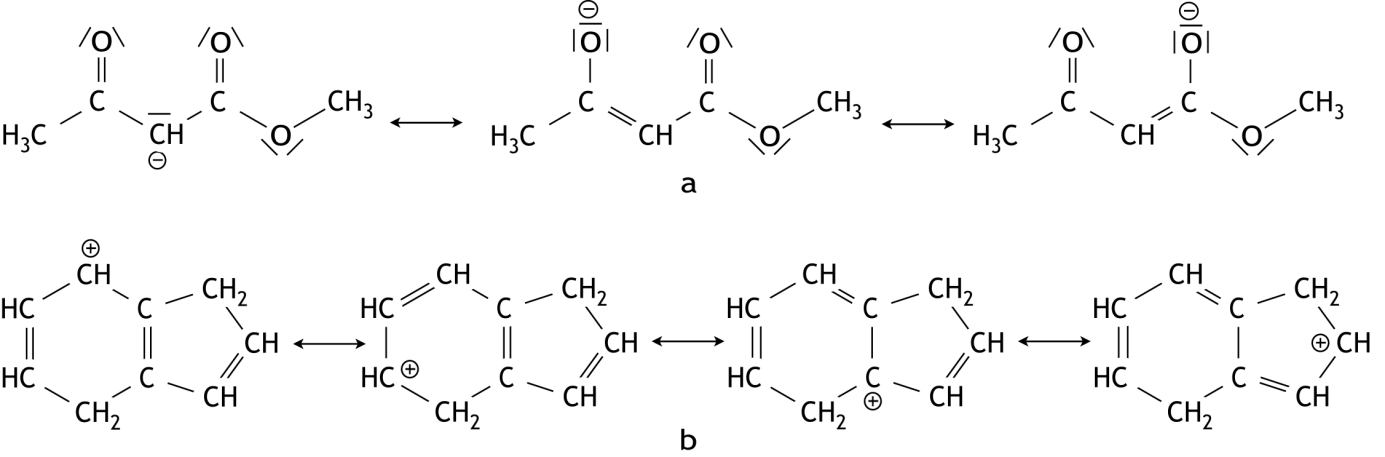 ⊖ ⊖
O O O O O O
C C CH₃ C C CH₃ C C CH₃
H₃C CH O H₃C CH O H₃C CH O
⊖
a
⊕
CH CH CH CH
HC C CH₂ HC C CH₂ HC C CH₂ HC C CH₂
CH CH CH ⊕ CH
HC C CH HC ⊕ C CH HC C CH HC C CH
CH₂ CH₂ CH₂ ⊕ CH₂
b